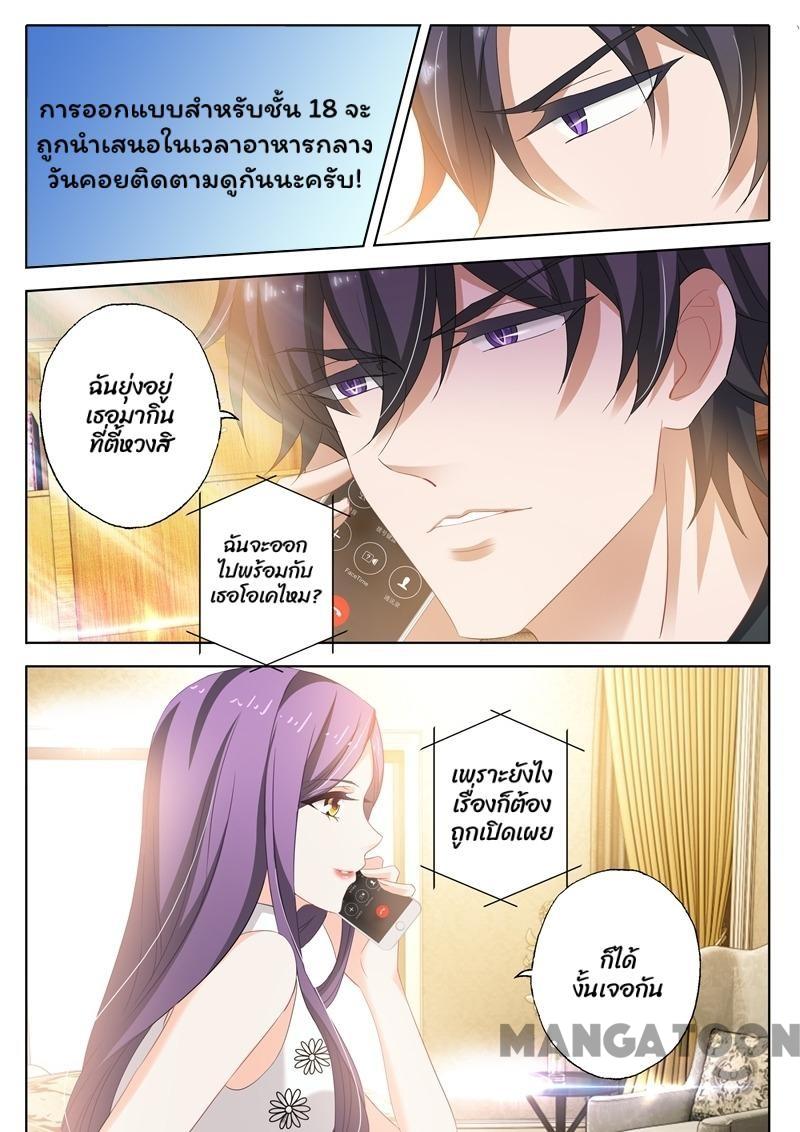 การออกแบบสำหรับชั้น 18 จะ
ถูกนำเสนอในเวลาอาหารกลาง
วันคอยติดตามดูกันนะครับ!
ฉันยุ่งอยู่
เธอมากิน
ที่ตี้หวงสิ
ฉันจะออก
ไปพร้อมกับ
เธอโอเคไหม?
FaceTime
เพราะยังไง
เรื่องก็ต้อง
ถูกเปิดเผย
ก็ได้
งั้นเจอกัน
MANGATOON